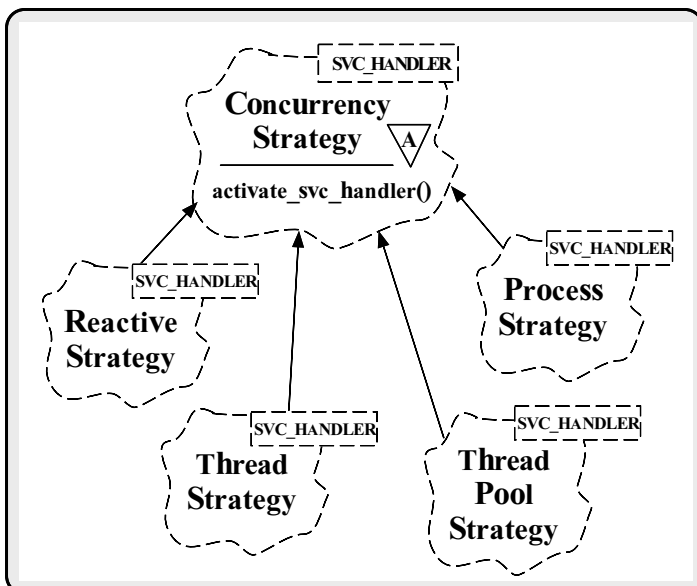 SVC_HANDLER
Concurrency
Strategy
A
activate_svc_handler()
SVC_HANDLER
Process
Strategy
SVC_HANDLER
Reactive
Strategy
SVC_HANDLER
Thread
Strategy
SVC_HANDLER
Thread
Pool
Strategy